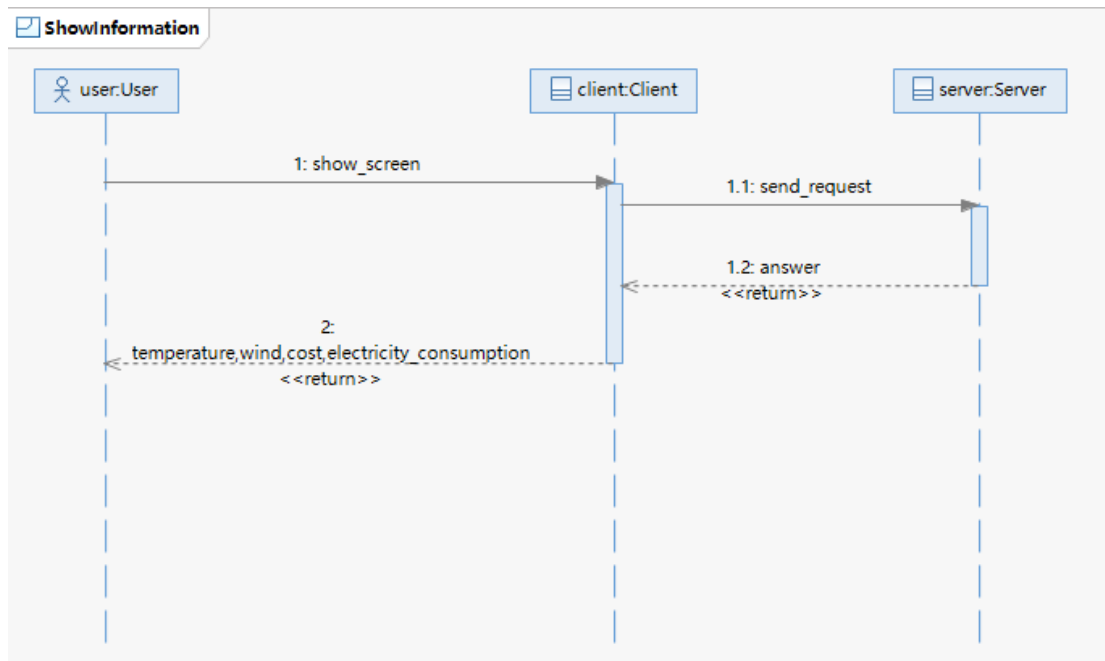 ShowInformation
user:User
client:Client
server:Server
1: show_screen
1.1: send_request
1.2: answer
<<return>>
2:
temperature,wind,cost,electricity_consumption
<<return>>